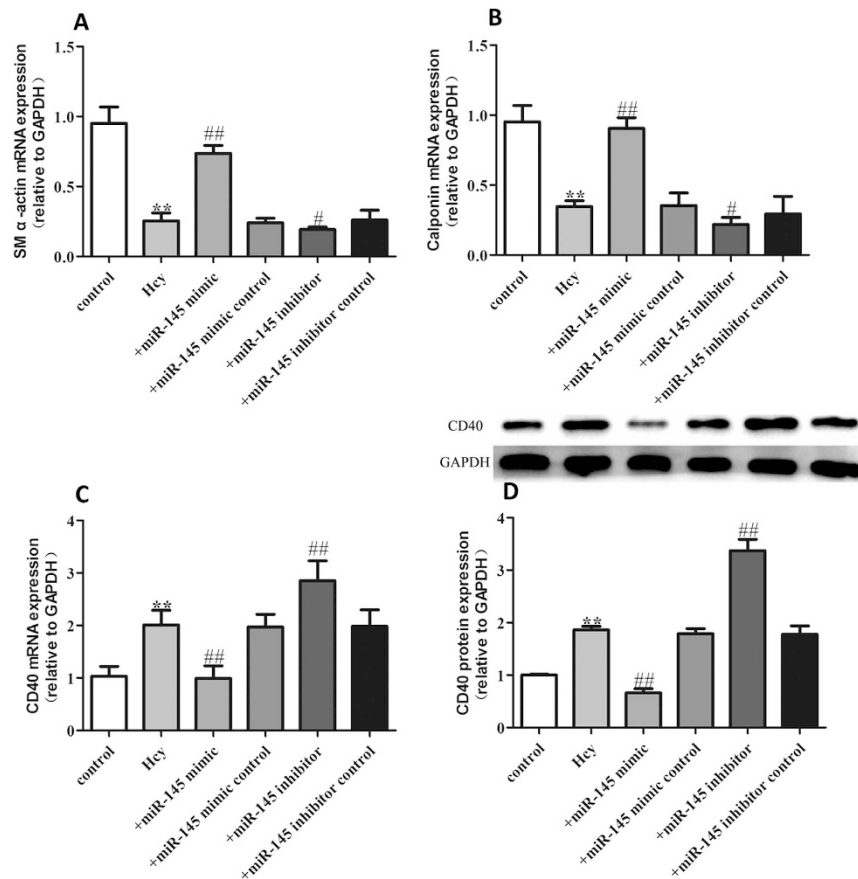 A
SM α -actin mRNA expression
(relative to GAPDH)
1.5
1.0
0.5
0.0
**
##
#
control
Hcy
+miR-145 mimic
+miR-145 mimic control
+miR-145 inhibitor
+miR-145 inhibitor control
B
Calponin mRNA expression
(relative to GAPDH)
1.5
1.0
0.5
0.0
**
##
#
control
Hcy
+miR-145 mimic
+miR-145 mimic control
+miR-145 inhibitor
+miR-145 inhibitor control
CD40
GAPDH
C
CD40 mRNA expression
(relative to GAPDH)
4
3
2
1
0
**
##
##
control
Hcy
+miR-145 mimic
+miR-145 mimic control
+miR-145 inhibitor
+miR-145 inhibitor control
D
CD40 protein expression
(relative to GAPDH)
4
3
2
1
0
**
##
##
control
Hcy
+miR-145 mimic
+miR-145 mimic control
+miR-145 inhibitor
+miR-145 inhibitor control